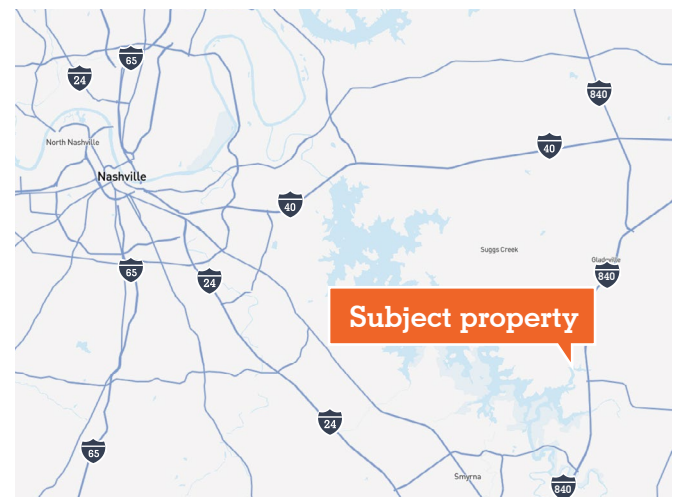 65
24
840
North Nashville
40
Nashville
40
Suggs Creek
Gladeville
840
65
24
Subject property
24
65
Smyrna
840